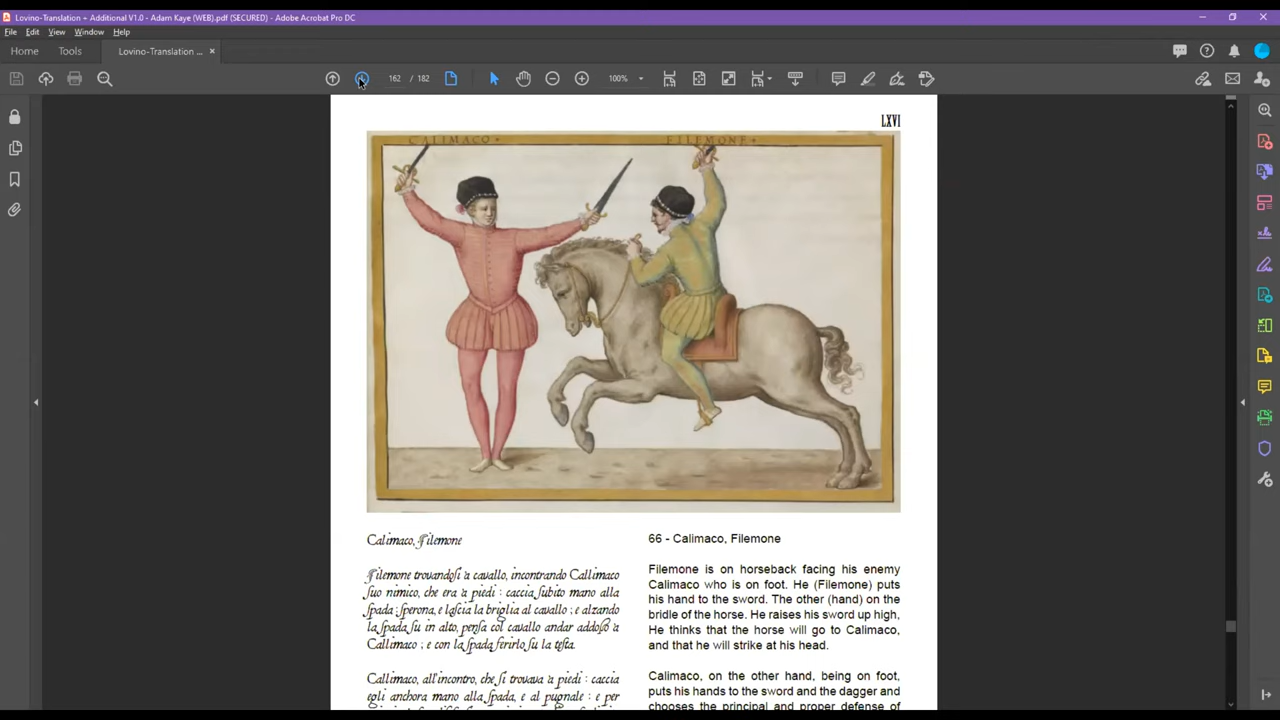 Lovino-Translation + Additional V1.0 - Adam Kaye (WEB).pdf (SECURED) - Adobe Acrobat Pro DC
File Edit View Window Help
Home Tools Lovino-Translation ... ×
162 / 182 100%
LXVI
CALIMACO · FILEMONE ·
Calimaco, Filemone
Filemone trovandosi à cavallo, incontrando Callimaco
suo nimico, che era à piedi : caccia subito mano alla
spada ; sperona, e lascia la briglia al cavallo ; e alzando
la spada su in alto, pensa col cavallo andar addosso à
Callimaco ; e con la spada ferirlo su la testa.
Callimaco, all'incontro, che si trovava à piedi : caccia
egli anchora mano alla spada, e al pugnale : e per
66 - Calimaco, Filemone
Filemone is on horseback facing his enemy
Calimaco who is on foot. He (Filemone) puts
his hand to the sword. The other (hand) on the
bridle of the horse. He raises his sword up high,
He thinks that the horse will go to Calimaco,
and that he will strike at his head.
Calimaco, on the other hand, being on foot,
puts his hands to the sword and the dagger and
chooses the principal and proper defense of